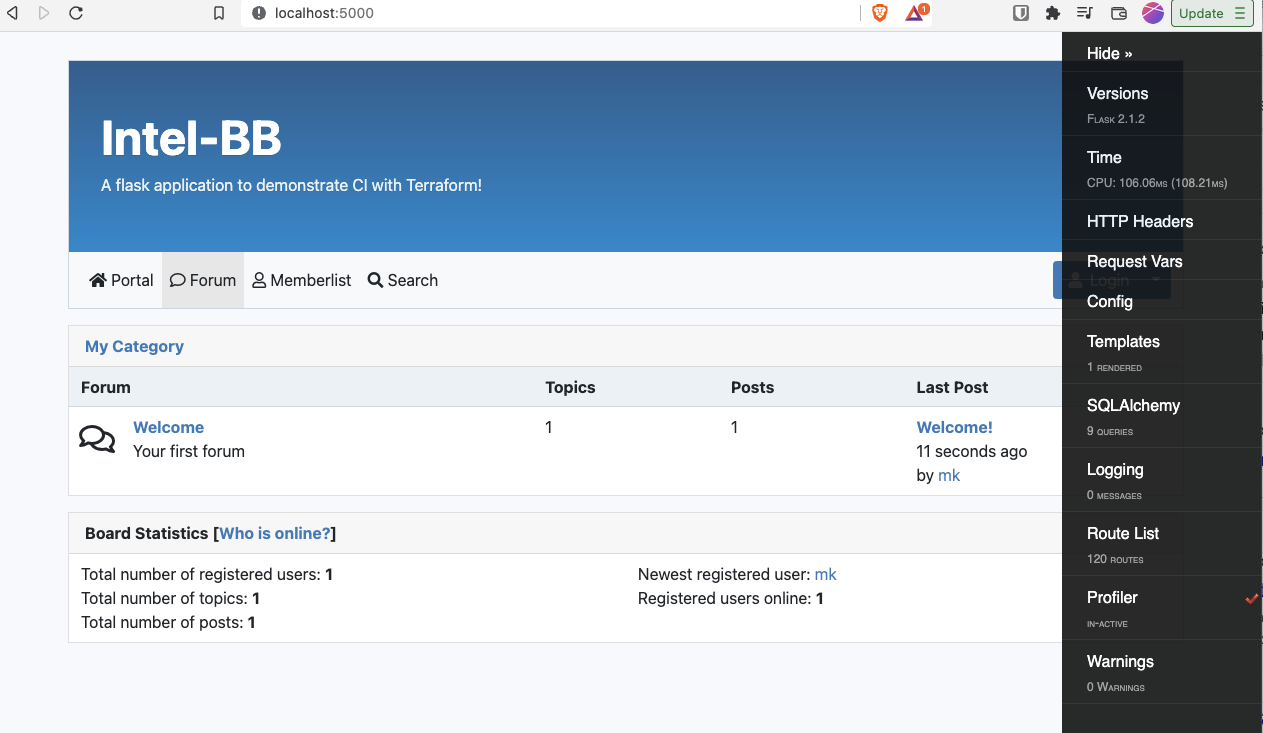 localhost:5000
1
Update
Intel-BB
A flask application to demonstrate CI with Terraform!
Portal
Forum
Memberlist
Search
Login
My Category
Forum Topics Posts Last Post
Welcome 1 1 Welcome!
Your first forum 11 seconds ago
by mk
Board Statistics [Who is online?]
Total number of registered users: 1 Newest registered user: mk
Total number of topics: 1 Registered users online: 1
Total number of posts: 1
Hide »
Versions
Flask 2.1.2
Time
CPU: 106.06ms (108.21ms)
HTTP Headers
Request Vars
Config
Templates
1 rendered
SQLAlchemy
9 queries
Logging
0 messages
Route List
120 routes
Profiler
in-active
Warnings
0 Warnings